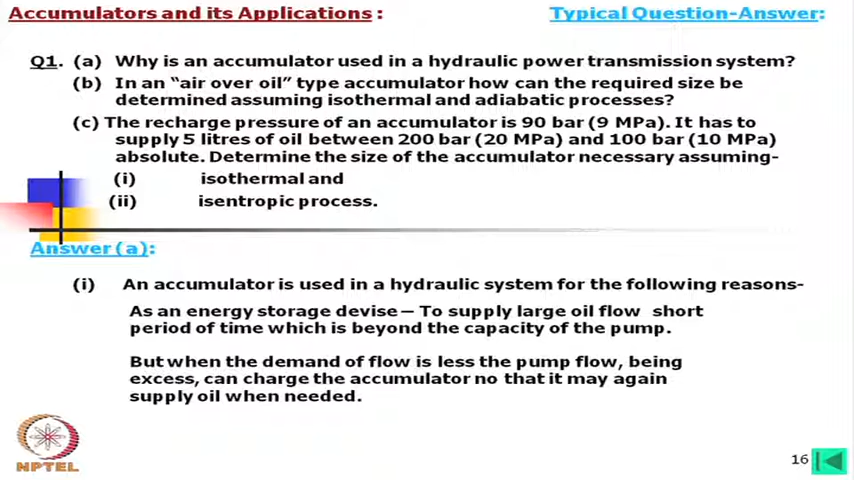 Accumulators and its Applications :
Typical Question-Answer:
Q1. (a) Why is an accumulator used in a hydraulic power transmission system?
(b) In an “air over oil” type accumulator how can the required size be
determined assuming isothermal and adiabatic processes?
(c) The recharge pressure of an accumulator is 90 bar (9 MPa). It has to
supply 5 litres of oil between 200 bar (20 MPa) and 100 bar (10 MPa)
absolute. Determine the size of the accumulator necessary assuming-
(i) isothermal and
(ii) isentropic process.
Answer (a):
(i) An accumulator is used in a hydraulic system for the following reasons-
As an energy storage devise – To supply large oil flow short
period of time which is beyond the capacity of the pump.
But when the demand of flow is less the pump flow, being
excess, can charge the accumulator no that it may again
supply oil when needed.
NPTEL
16